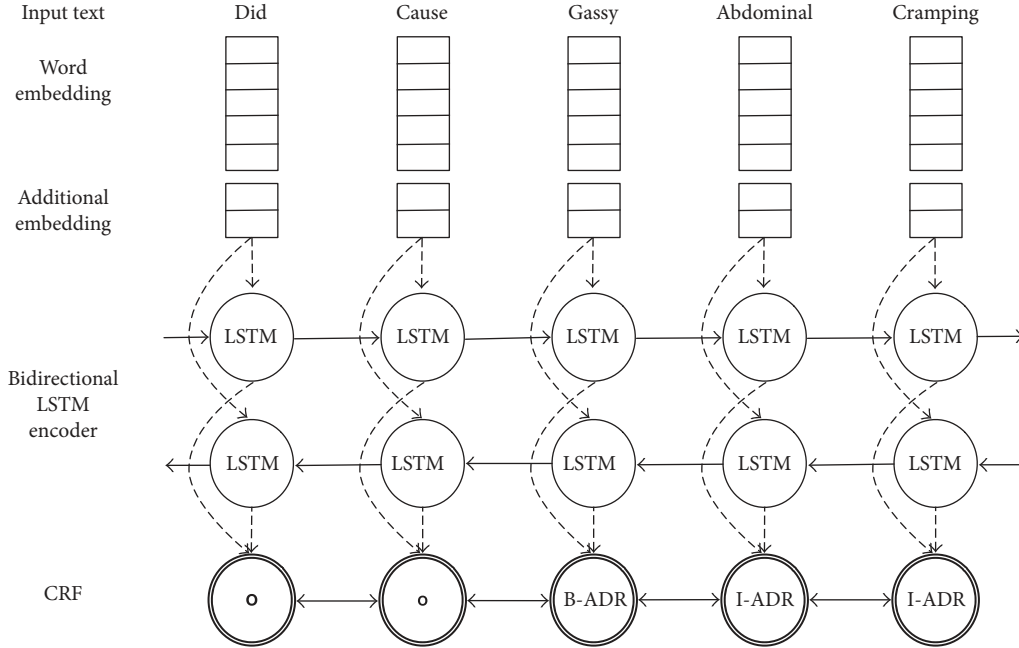 Input text Did Cause Gassy Abdominal Cramping
Word
embedding
Additional
embedding
LSTM LSTM LSTM LSTM LSTM
Bidirectional
LSTM
encoder
LSTM LSTM LSTM LSTM LSTM
CRF O o B-ADR I-ADR I-ADR